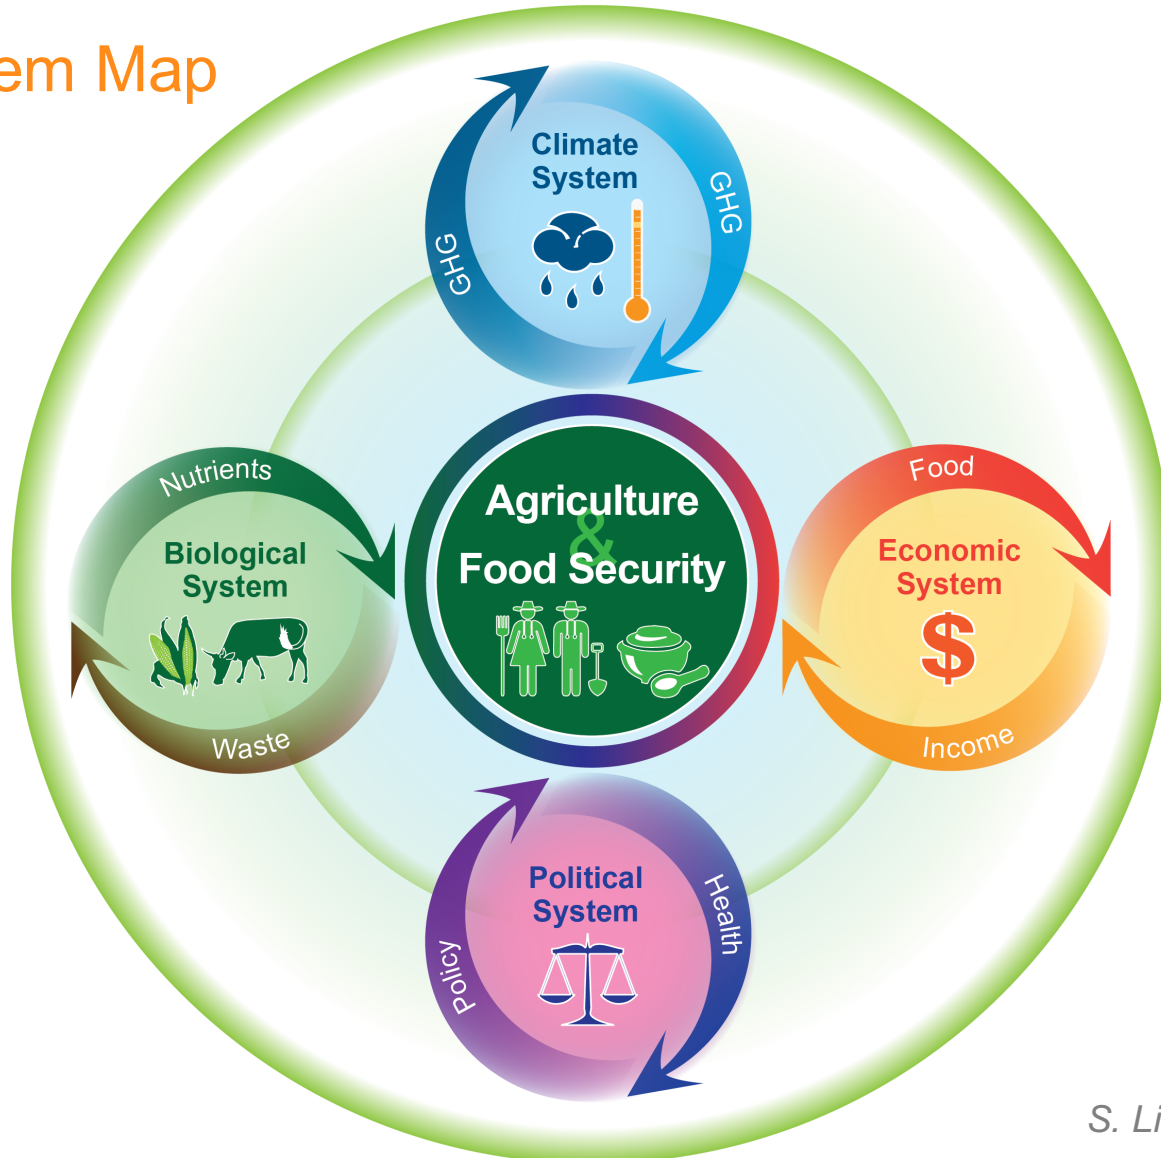 em Map
Climate
System
GHG
GHG
Nutrients
Biological
System
Waste
Agriculture
&
Food Security
Food
Economic
System
$
Income
Political
System
Health
Policy
S. Li